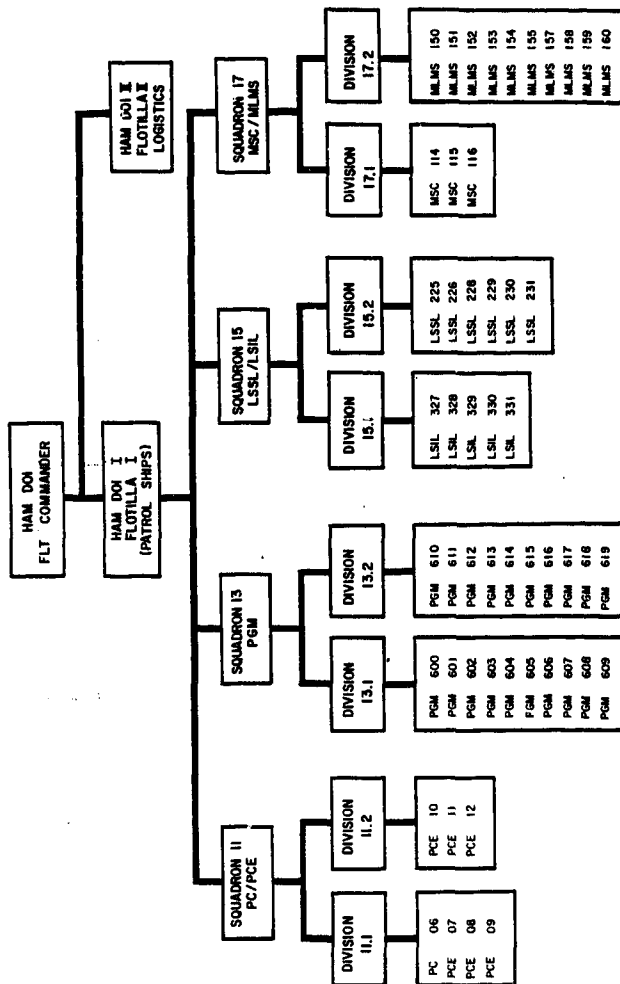 HAM DOI
FLT COMMANDER
HAM DOI I
FLOTILLA I
(PATROL SHIPS)
HAM DOI II
FLOTILLA II
LOGISTICS
SQUADRON 11
PC/PCE
SQUADRON 13
PGM
SQUADRON 15
LSSL/LSIL
SQUADRON 17
MSC/MLMS
DIVISION
11.1
DIVISION
11.2
DIVISION
13.1
DIVISION
13.2
DIVISION
15.1
DIVISION
15.2
DIVISION
17.1
DIVISION
17.2
PC 06
PCE 07
PCE 08
PCE 09
PCE 10
PCE 11
PCE 12
PGM 600
PGM 601
PGM 602
PGM 603
PGM 604
FGM 605
PGM 606
PGM 607
PGM 608
PGM 609
PGM 610
PGM 611
PGM 612
PGM 613
PGM 614
PGM 615
PGM 616
PGM 617
PGM 618
PGM 619
LSIL 327
LSIL 328
LSIL 329
LSIL 330
LSIL 331
LSSL 225
LSSL 226
LSSL 228
LSSL 229
LSSL 230
LSSL 231
MSC 114
MSC 115
MSC 116
MLMS 150
MLMS 151
MLMS 152
MLMS 153
MLMS 154
MLMS 155
MLMS 157
MLMS 158
MLMS 159
MLMS 160